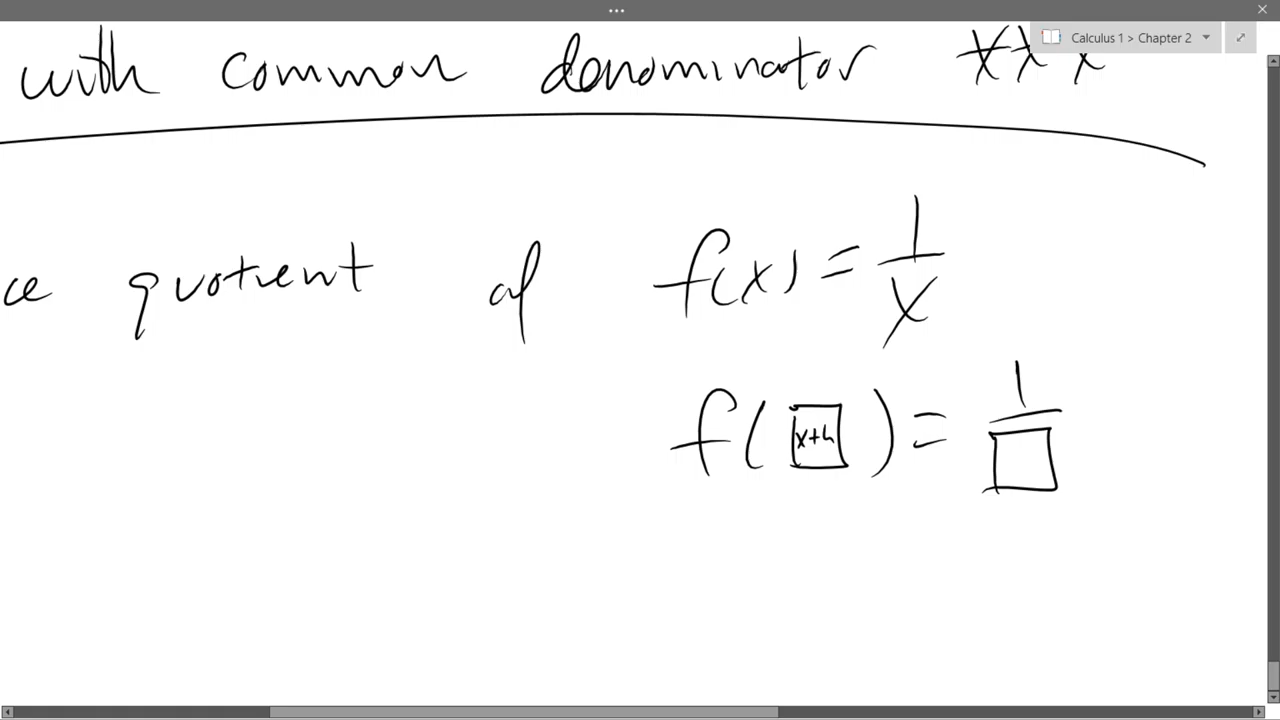 Calculus 1 > Chapter 2
with common denominator ***
ce quotient of f(x) = 1/x
f( x+h ) = 1/□